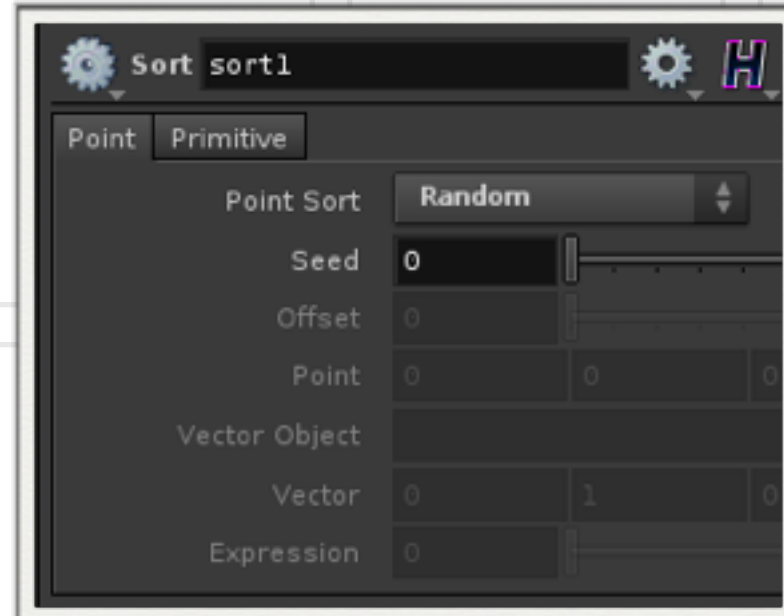 Sort sort1 H
Point Primitive
Point Sort Random
Seed 0
Offset 0
Point 0 0 0
Vector Object
Vector 0 1 0
Expression 0